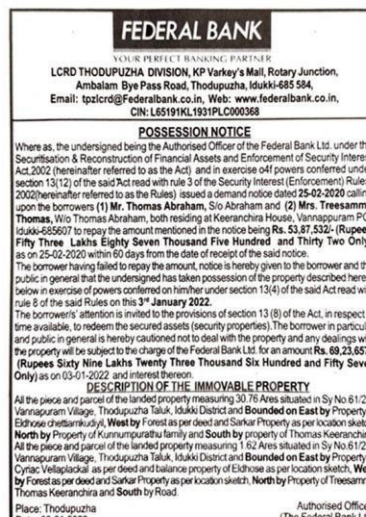 FEDERAL BANK
YOUR PERFECT BANKING PARTNER
LCRD THODUPUZHA DIVISION, KP Varkey's Mall, Rotary Junction,
Ambalam Bye Pass Road, Thodupuzha, Idukki-685 584,
Email: tpzlcrd@Federalbank.co.in, Web: www.federalbank.co.in,
CIN: L65191KL1931PLC000368
POSSESSION NOTICE
Where as, the undersigned being the Authorised Officer of the Federal Bank Ltd. under the
Securitisation & Reconstruction of Financial Assets and Enforcement of Security Interes
Act,2002 (hereinafter referred to as the Act) and in exercise o4f powers conferred unde
section 13(12) of the said Act read with rule 3 of the Security Interest (Enforcement) Rules
2002(hereinafter referred to as the Rules) issued a demand notice dated 25-02-2020 callin
upon the borrowers (1) Mr. Thomas Abraham, S/o Abraham and (2) Mrs. Treesamm
Thomas, W/o Thomas Abraham, both residing at Keeranchira House, Vannappuram PO
Idukki-685607 to repay the amount mentioned in the notice being Rs. 53,87,532/- (Rupee
Fifty Three Lakhs Eighty Seven Thousand Five Hundred and Thirty Two Only
as on 25-02-2020 within 60 days from the date of receipt of the said notice.
The borrower having failed to repay the amount, notice is hereby given to the borrower and th
public in general that the undersigned has taken possession of the property described here
below in exercise of powers conferred on him/her under section 13(4) of the said Act read wi
rule 8 of the said Rules on this 3rd January 2022.
The borrower's' attention is invited to the provisions of section 13 (8) of the Act, in respect
time available, to redeem the secured assets (security properties). The borrower in particul
and public in general is hereby cautioned not to deal with the property and any dealings wi
the property will be subject to the charge of the Federal Bank Ltd. for an amount Rs. 69,23,657
(Rupees Sixty Nine Lakhs Twenty Three Thousand Six Hundred and Fifty Seve
Only) as on 03-01-2022 and interest thereon.
DESCRIPTION OF THE IMMOVABLE PROPERTY
All the piece and parcel of the landed property measuring 30.76 Ares situated in Sy No.61/2
Vannapuram Village, Thodupuzha Taluk, Idukki District and Bounded on East by Property
Eldhose chettamkudiyil, West by Forest as per deed and Sarkar Property as per location sketc
North by Property of Kunnumpurathu family and South by property of Thomas Keeranchi
All the piece and parcel of the landed property measuring 1.62 Ares situated in Sy No.61/2
Vannapuram Village, Thodupuzha Taluk, Idukki District and Bounded on East by Property
Cyriac Vellaplackal as per deed and balance property of Eldhose as per location sketch, We
by Forest as per deed and Sarkar Property as per location sketch, North by Property of Treesamm
Thomas Keeranchira and South by Road.
Place: Thodupuzha
Authorised Office
(The Federal Bank Ltd